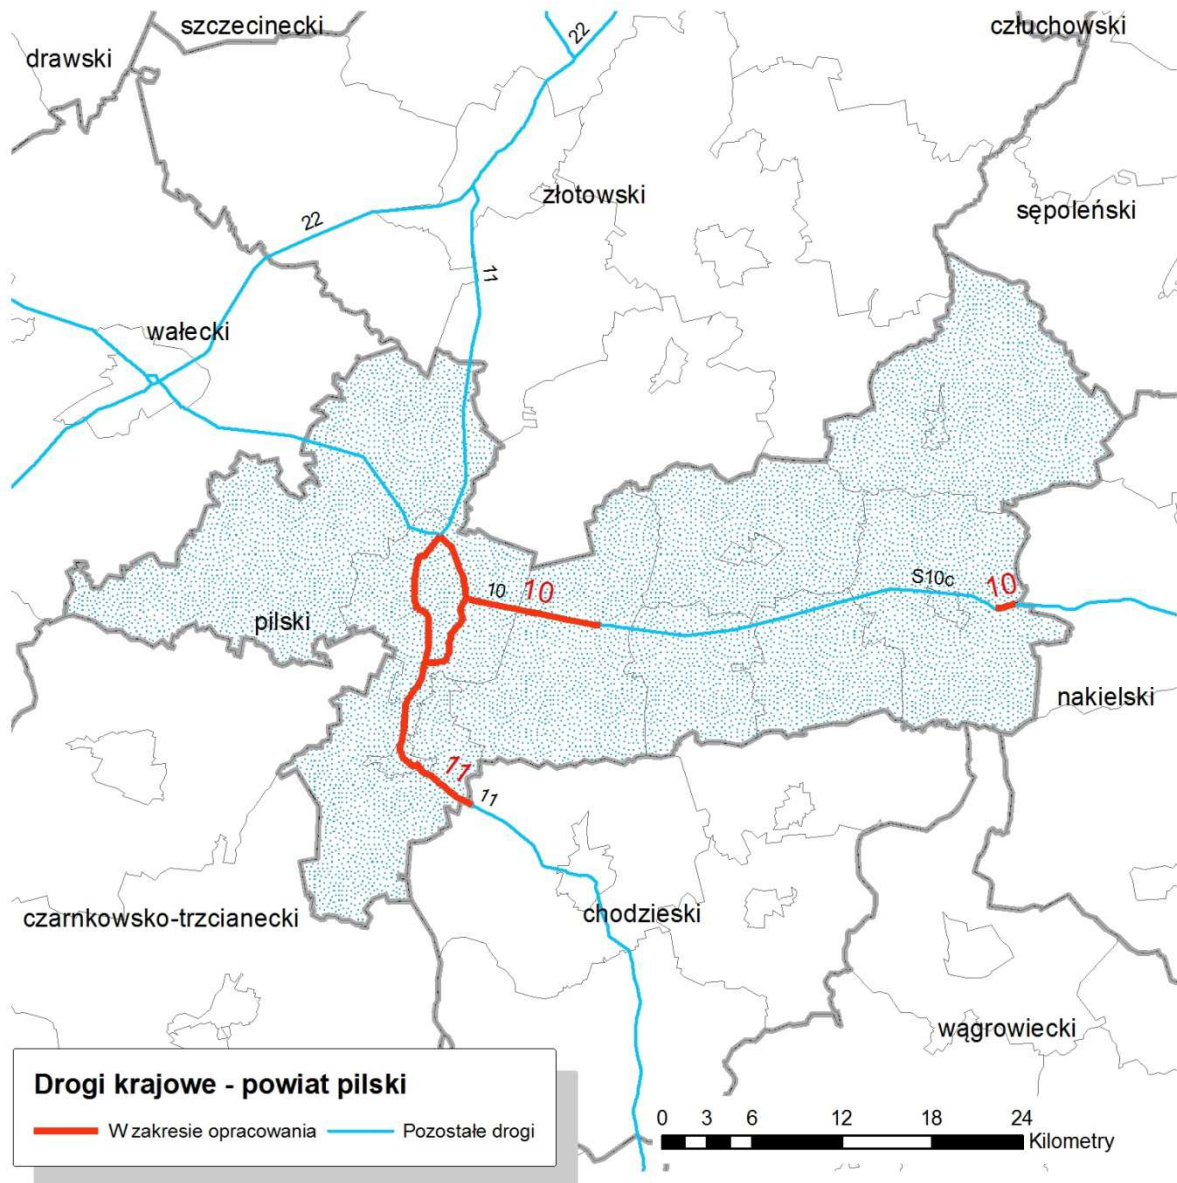 szczecinecki
człuchowski
drawski
22
złotowski
sępoleński
22
11
wałecki
S10c
10
10
10
pilski
nakielski
11
11
czarnkowsko-trzcianecki
chodzieski
wągrowiecki
Drogi krajowe - powiat pilski
W zakresie opracowania
Pozostałe drogi
0 3 6 12 18 24
Kilometry